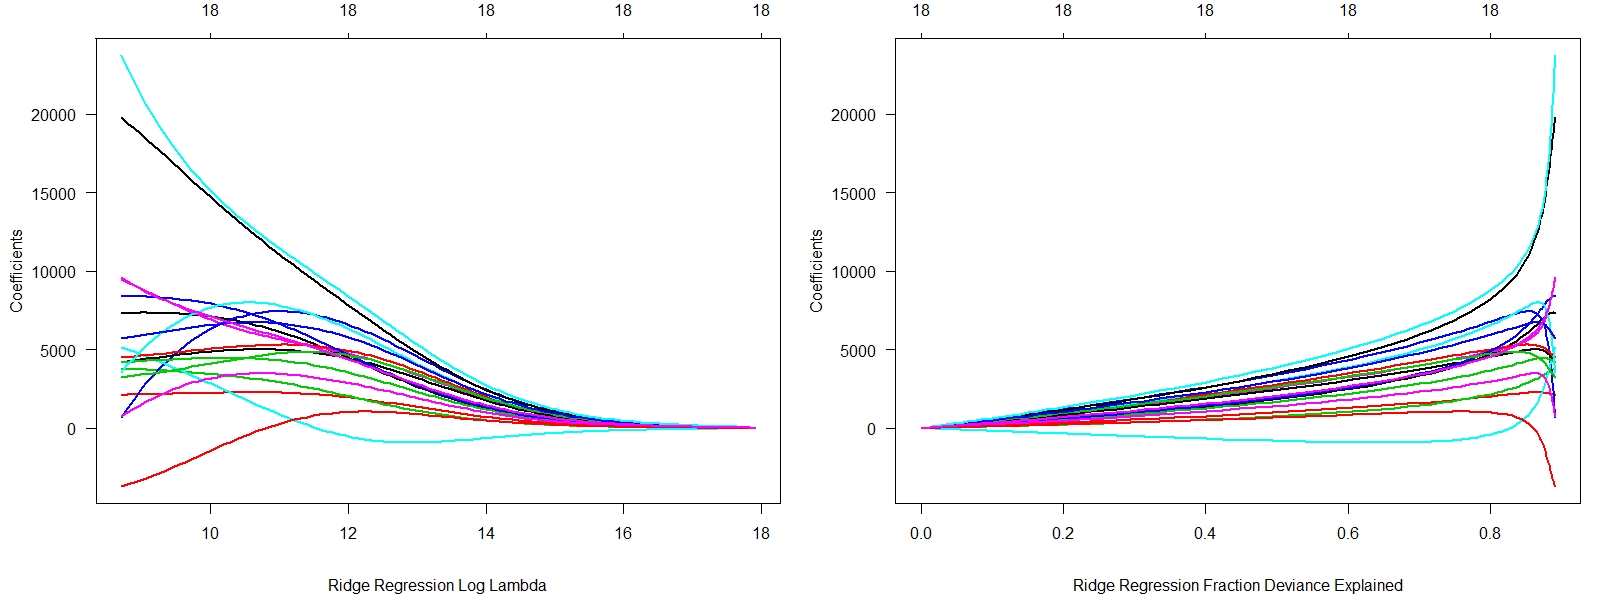 18 18 18 18 18
Coefficients
20000
15000
10000
5000
0
10 12 14 16 18
Ridge Regression Log Lambda
18 18 18 18 18
Coefficients
20000
15000
10000
5000
0
0.0 0.2 0.4 0.6 0.8
Ridge Regression Fraction Deviance Explained